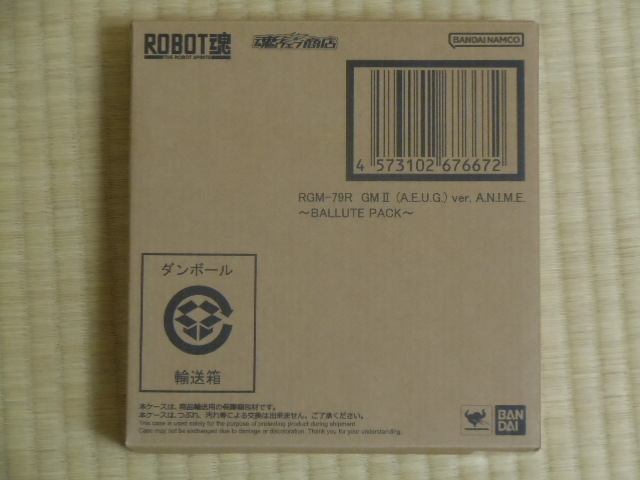 ROBOT魂
THE ROBOT SPIRITS
魂ウェブ商店
BANDAI NAMCO
4 573102 676672
RGM-79R GMⅡ (A.E.U.G.) ver. A.N.I.M.E.
～BALLUTE PACK～
ダンボール
輸送箱
本ケースは、商品輸送用の保護梱包材です。
本ケースは、つぶれ、汚れ等による交換は出来ません、ご了承ください。
This case is used solely for the purpose of protecting product during shipment.
Case may not be exchanged due to damage or discoloration. Thank you for your understanding.
BAN
DAI